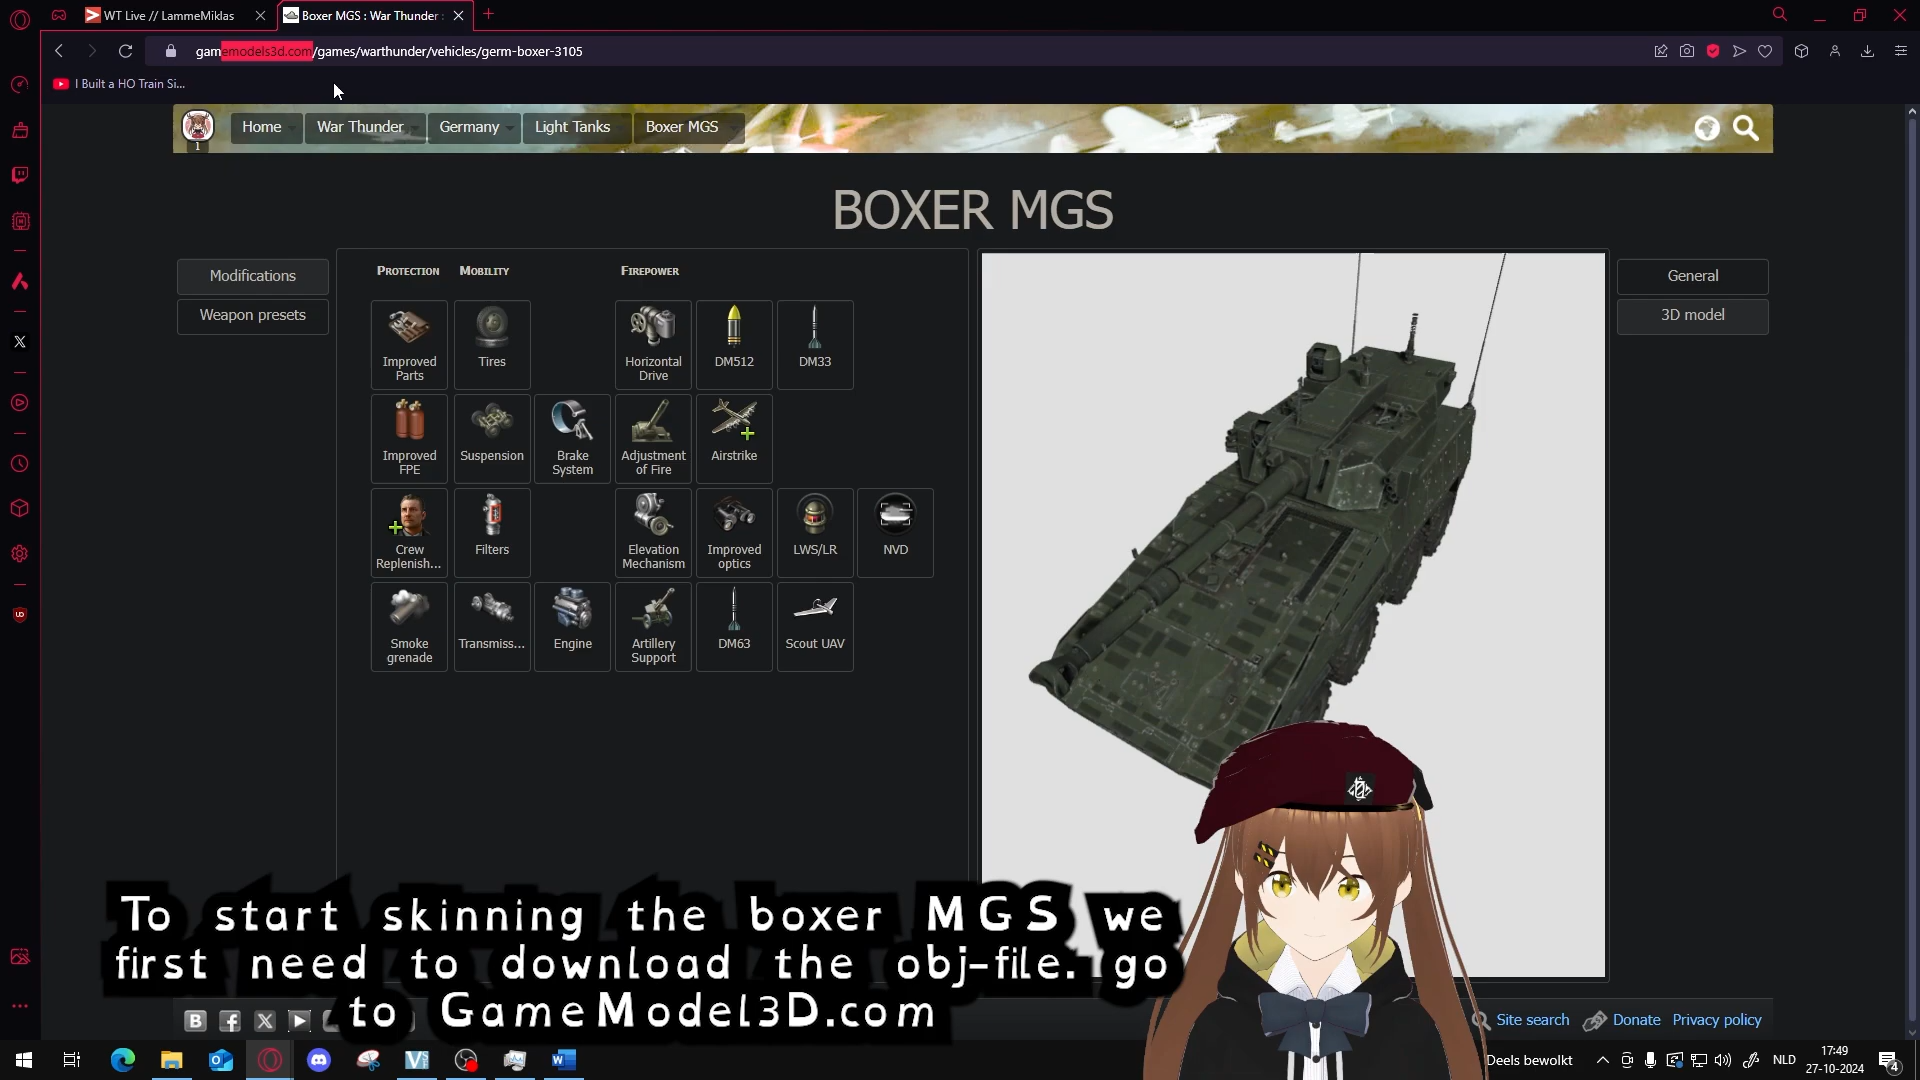 WT Live // LammeMiklas
Boxer MGS : War Thunder :
gamemodels3d.com/games/warthunder/vehicles/germ-boxer-3105
I Built a HO Train Si...
1
Home
War Thunder
Germany
Light Tanks
Boxer MGS
BOXER MGS
Modifications
Weapon presets
PROTECTION
MOBILITY
FIREPOWER
General
3D model
Improved
Parts
Tires
Horizontal
Drive
DM512
DM33
Improved
FPE
Suspension
Brake
System
Adjustment
of Fire
Airstrike
Crew
Replenish...
Filters
Elevation
Mechanism
Improved
optics
LWS/LR
NVD
Smoke
grenade
Transmiss...
Engine
Artillery
Support
DM63
Scout UAV
To start skinning the boxer MGS we
first need to download the obj-file. go
to GameModel3D.com
Site search
Donate
Privacy policy
Deels bewolkt
NLD
17:49
27-10-2024
4